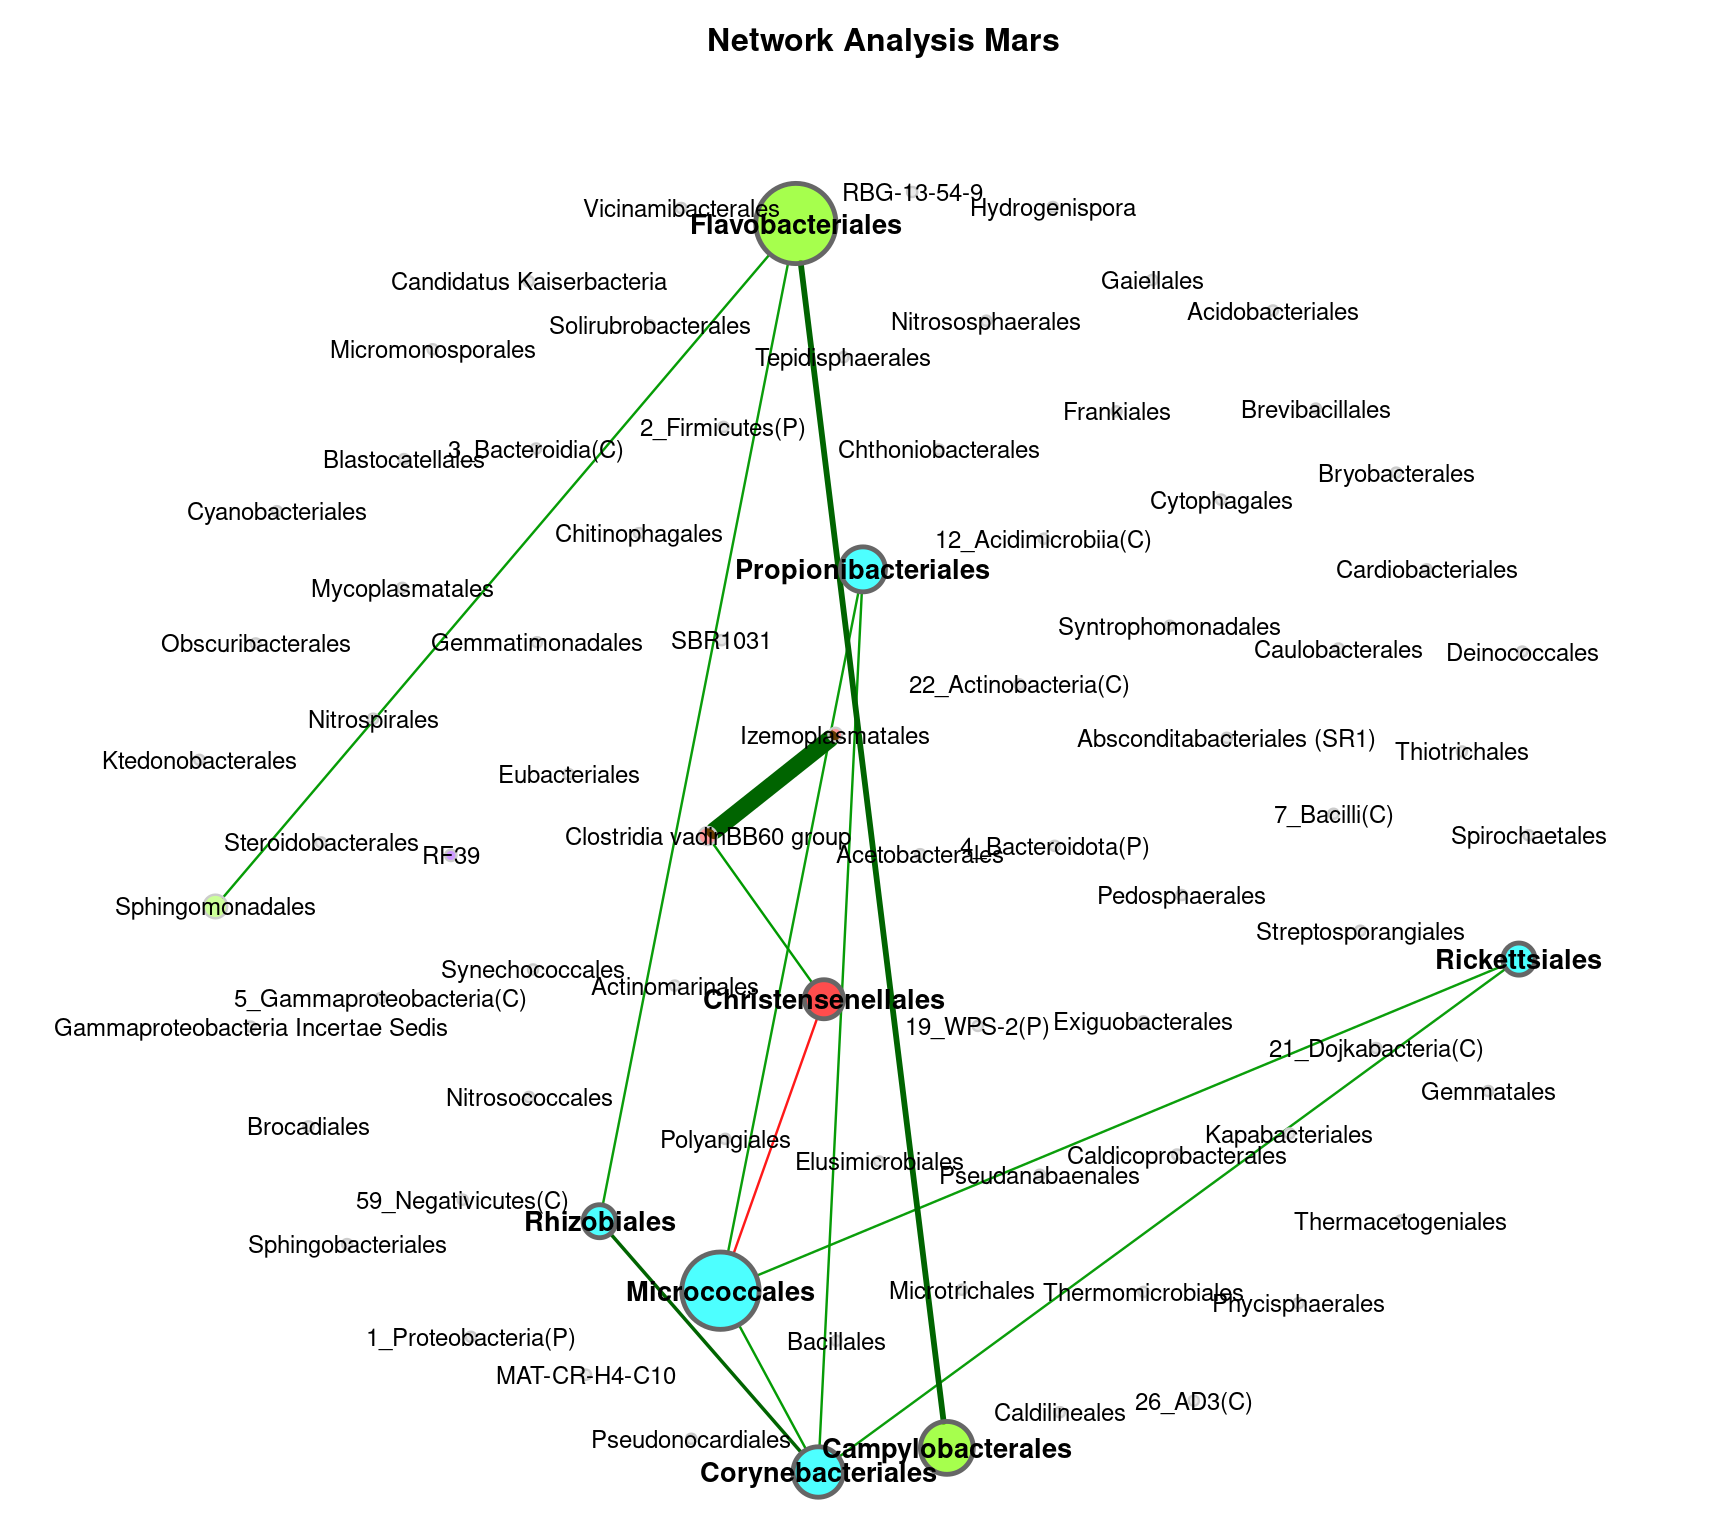 Network Analysis Mars
RBG-13-54-9
Vicinamibacterales
Hydrogenispora
Flavobacteriales
Candidatus Kaiserbacteria
Gaiellales
Acidobacteriales
Solirubrobacterales
Nitrososphaerales
Micromonosporales
Tepidisphaerales
Frankiales
Brevibacillales
2_Firmicutes(P)
3_Bacteroidia(C)
Chthoniobacterales
Blastocatellales
Bryobacterales
Cytophagales
Cyanobacteriales
Chitinophagales
12_Acidimicrobiia(C)
Propionibacteriales
Cardiobacteriales
Mycoplasmatales
Syntrophomonadales
SBR1031
Obscuribacterales
Gemmatimonadales
Caulobacterales
Deinococcales
22_Actinobacteria(C)
Nitrospirales
Izemoplasmatales
Absconditabacteriales (SR1)
Thiotrichales
Ktedonobacterales
Eubacteriales
7_Bacilli(C)
Clostridia vadinBB60 group
Spirochaetales
Steroidobacterales
RF39
Acetobacterales
4_Bacteroidota(P)
Pedosphaerales
Sphingomonadales
Streptosporangiales
Rickettsiales
Synechococcales
Actinomarinales
5_Gammaproteobacteria(C)
Christensenellales
Gammaproteobacteria Incertae Sedis
19_WPS-2(P)
Exiguobacterales
21_Dojkabacteria(C)
Gemmatales
Nitrosococcales
Brocadiales
Polyangiales
Kapabacteriales
Elusimicrobiales
Caldicoprobacterales
Pseudanabaenales
59_Negativicutes(C)
Rhizobiales
Thermacetogeniales
Sphingobacteriales
Micrococcales
Microtrichales
Thermomicrobiales
Phycisphaerales
1_Proteobacteria(P)
Bacillales
MAT-CR-H4-C10
26_AD3(C)
Caldilineales
Pseudonocardiales
Campylobacterales
Corynebacteriales